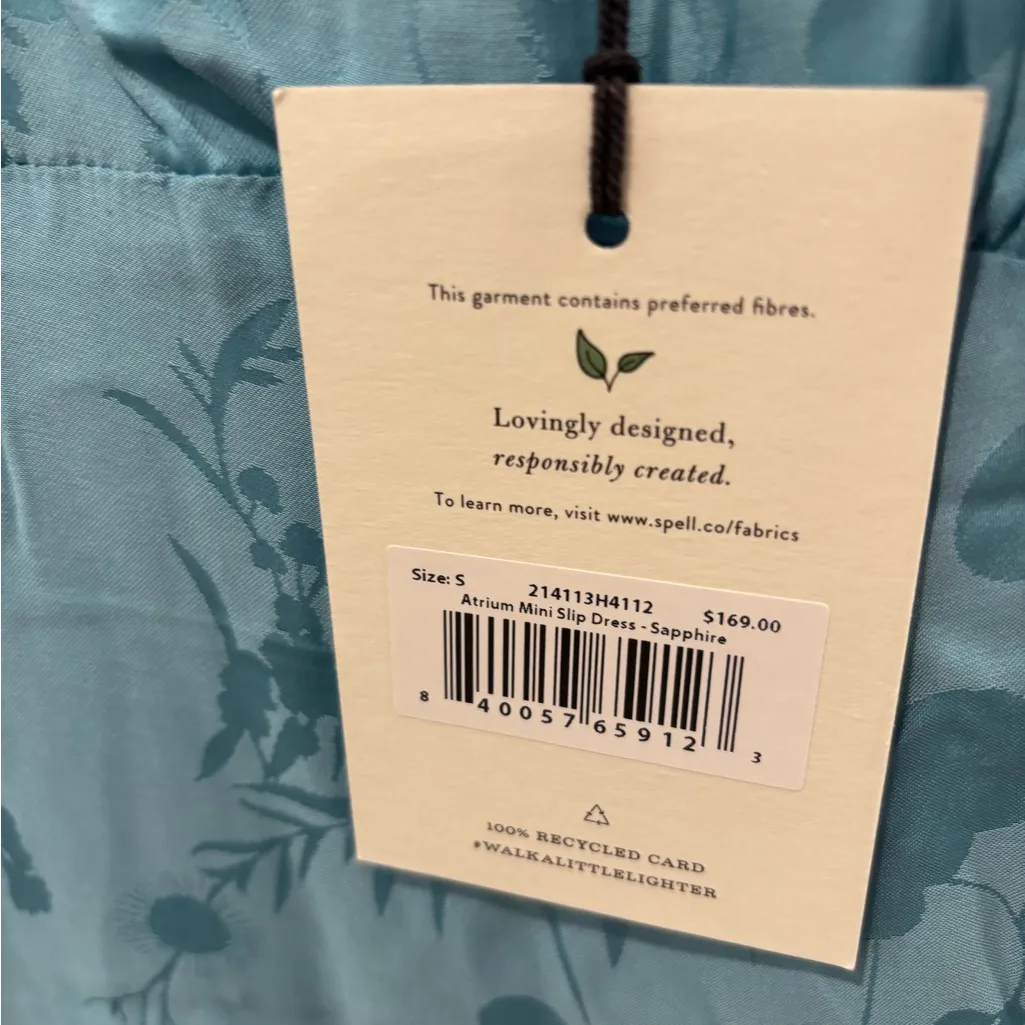 This garment contains preferred fibres.
Lovingly designed,
responsibly created.
To learn more, visit www.spell.co/fabrics
Size: S 214113H4112 $169.00
Atrium Mini Slip Dress - Sapphire
8 40057 65912 3
100% RECYCLED CARD
#WALKALITTLELIGHTER